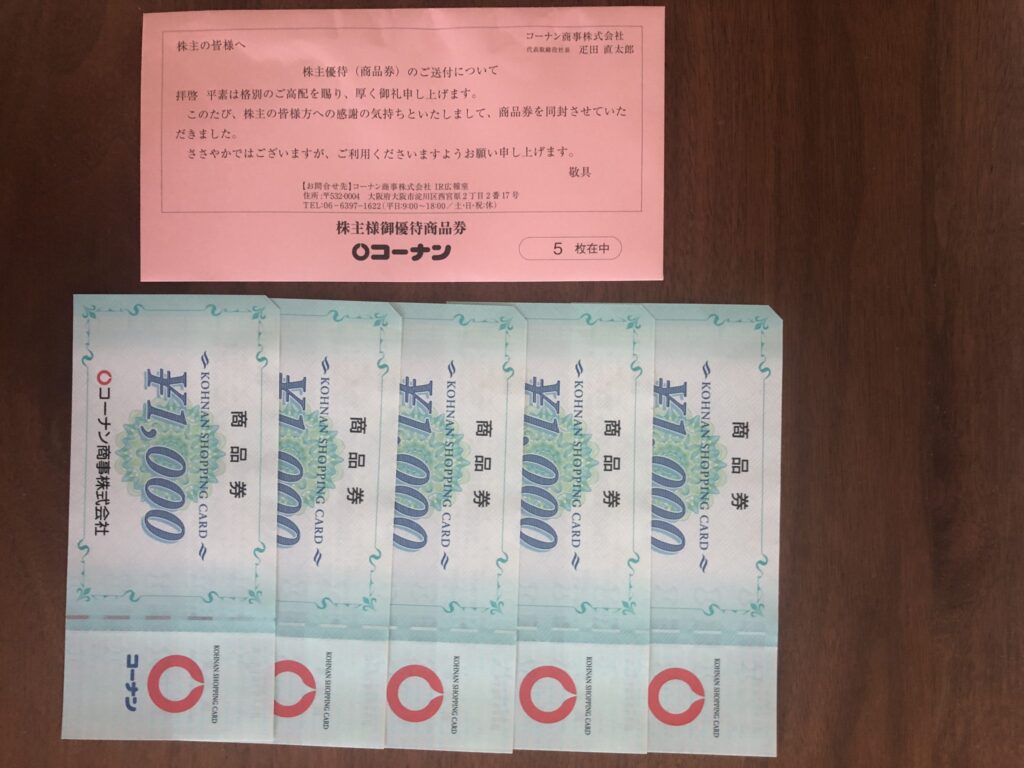 株主の皆様へ
コーナン商事株式会社
代表取締役社長 疋田 直太郎
株主優待（商品券）のご送付について
拝啓 平素は格別のご高配を賜り、厚く御礼申し上げます。
このたび、株主の皆様方への感謝の気持ちといたしまして、商品券を同封させていた
だきました。
ささやかではございますが、ご利用くださいますようお願い申し上げます。
敬具
【お問合せ先】コーナン商事株式会社 IR広報室
住所：〒532-0004 大阪府大阪市淀川区西宮原2丁目2番17号
TEL:06-6397-1622（平日:9:00~18:00／土・日・祝:休）
株主様御優待商品券
コーナン
5 枚在中
商品券
KOHNAN SHOPPING CARD
¥1,000
コーナン商事株式会社
KOHNAN SHOPPING CARD
コーナン
商品券
KOHNAN SHOPPING CARD
¥1,000
KOHNAN SHOPPING CARD
商品券
KOHNAN SHOPPING CARD
¥1,000
KOHNAN SHOPPING CARD
商品券
KOHNAN SHOPPING CARD
¥1,000
KOHNAN SHOPPING CARD
商品券
KOHNAN SHOPPING CARD
¥1,000
KOHNAN SHOPPING CARD